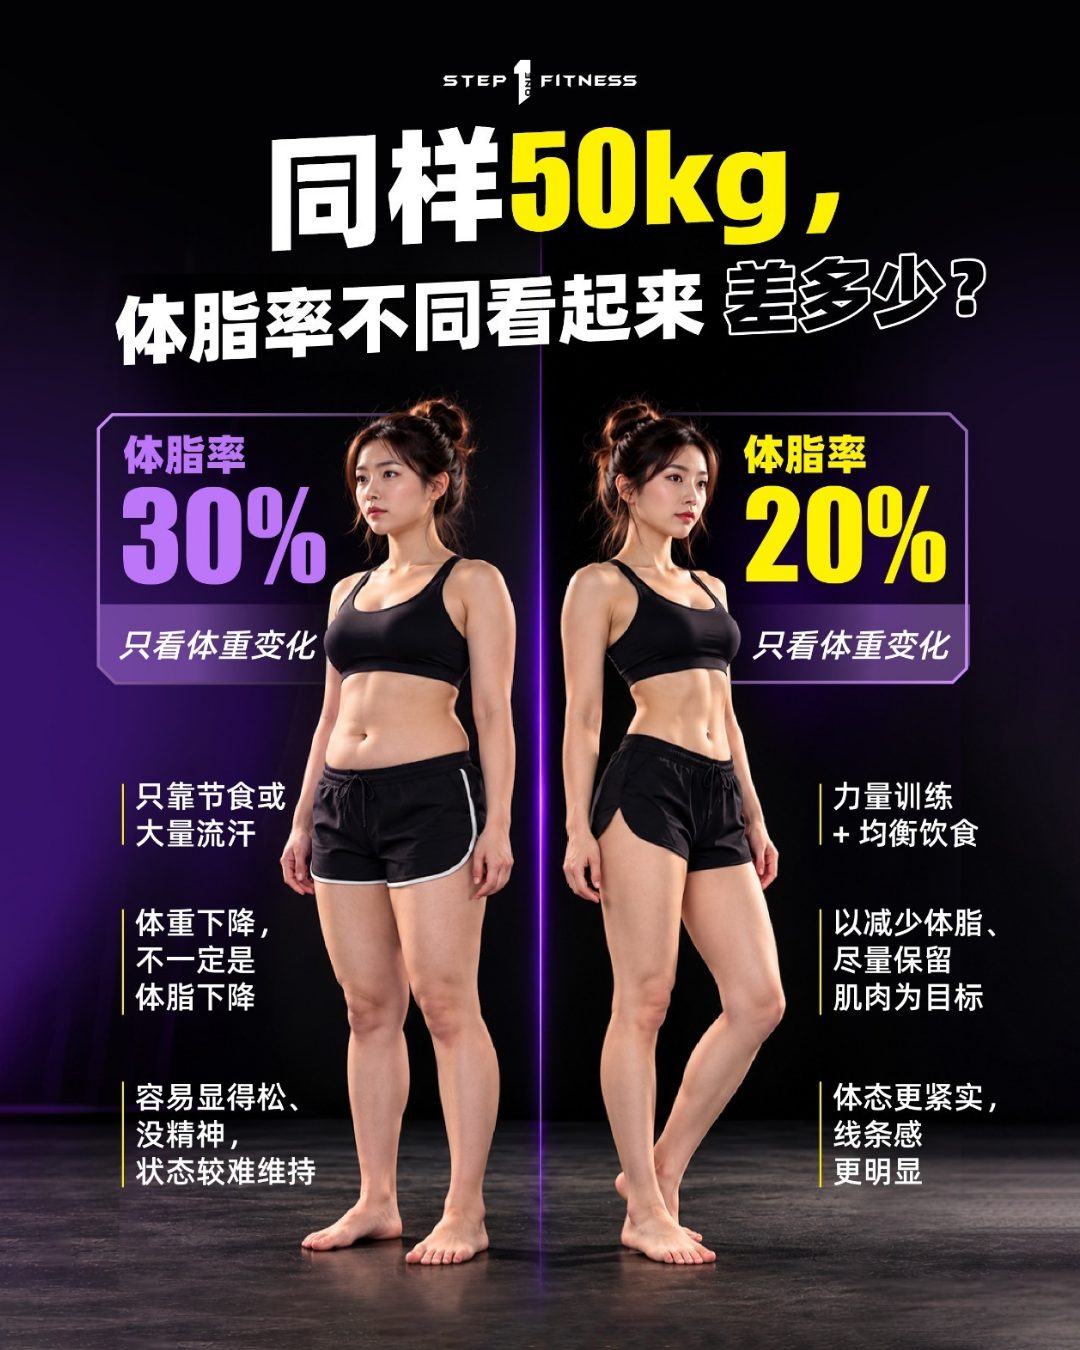 STEP 1 ONE FITNESS
同样50kg，
体脂率不同看起来 差多少？
体脂率
30%
只看体重变化
只靠节食或
大量流汗
体重下降，
不一定是
体脂下降
容易显得松、
没精神，
状态较难维持
体脂率
20%
只看体重变化
力量训练
+ 均衡饮食
以减少体脂、
尽量保留
肌肉为目标
体态更紧实，
线条感
更明显